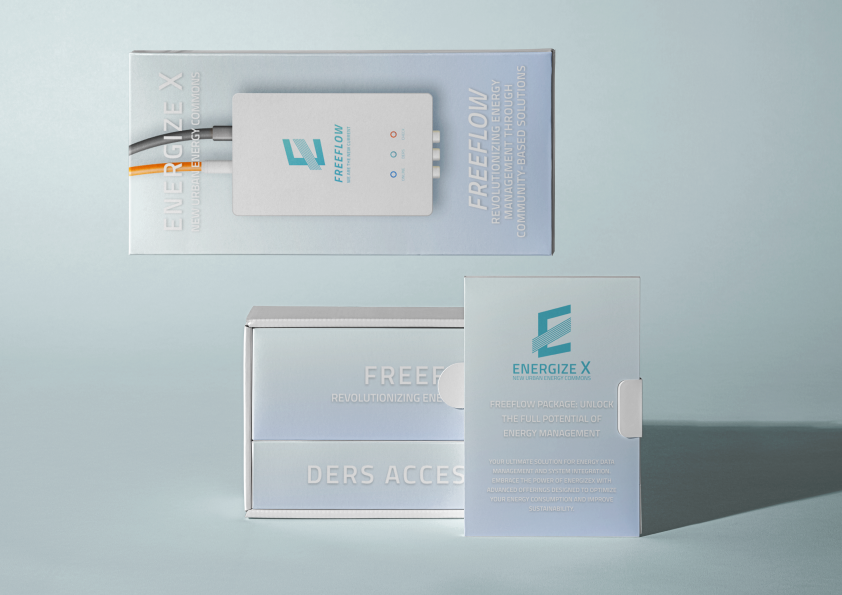 ENERGIZE X
NEW URBAN ENERGY COMMONS
FREEFLOW
FREEFLOW
REVOLUTIONIZING ENERGY
MANAGEMENT THROUGH
COMMUNITY-BASED SOLUTIONS
FREEF
REVOLUTIONIZING ENE
DERS ACCES
ENERGIZE X
NEW URBAN ENERGY COMMONS
FREEFLOW PACKAGE: UNLOCK
THE FULL POTENTIAL OF
ENERGY MANAGEMENT
YOUR ULTIMATE SOLUTION FOR ENERGY DATA
MANAGEMENT AND SYSTEM INTEGRATION.
EMBRACE THE POWER OF ENERGIZEX WITH
ADVANCED OFFERINGS DESIGNED TO OPTIMIZE
YOUR ENERGY CONSUMPTION AND IMPROVE
SUSTAINABILITY.